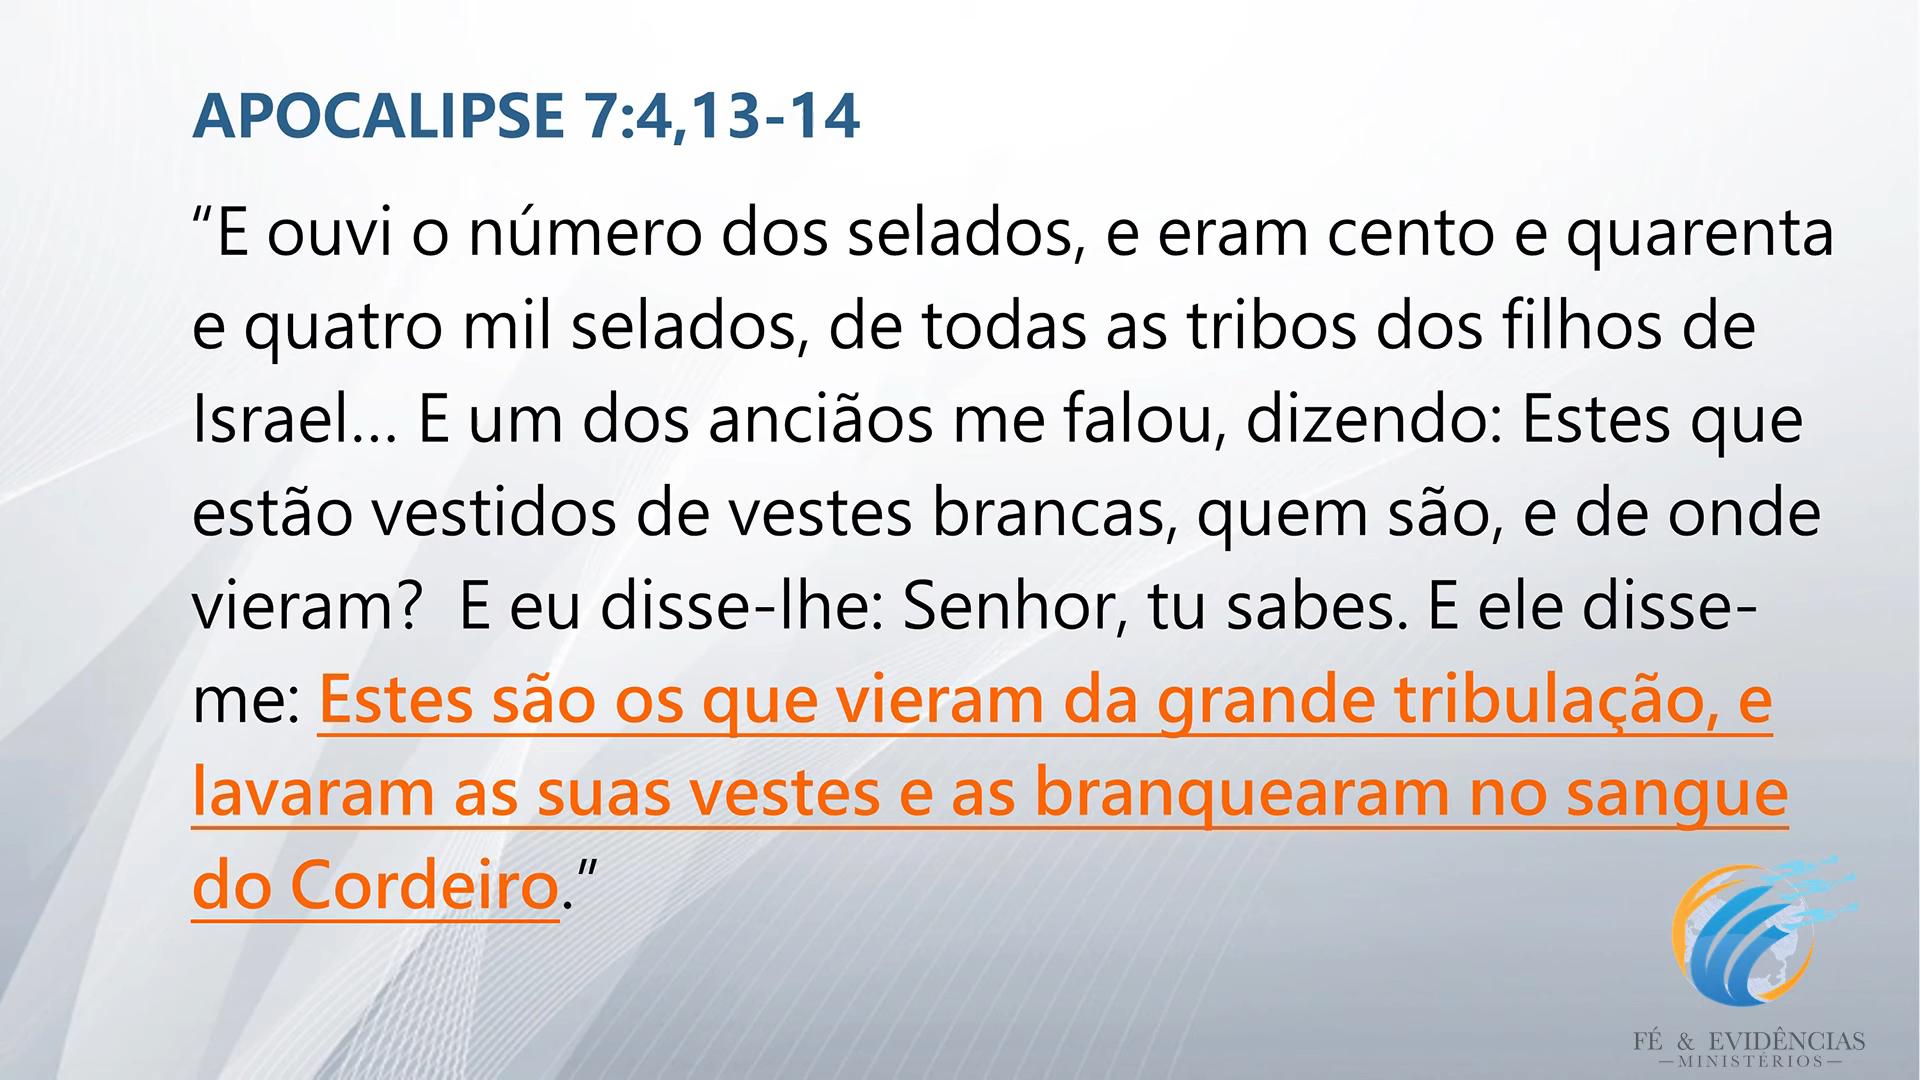 APOCALIPSE 7:4,13-14
“E ouvi o número dos selados, e eram cento e quarenta
e quatro mil selados, de todas as tribos dos filhos de
Israel... E um dos anciãos me falou, dizendo: Estes que
estão vestidos de vestes brancas, quem são, e de onde
vieram?  E eu disse-lhe: Senhor, tu sabes. E ele disse-
me: Estes são os que vieram da grande tribulação, e
lavaram as suas vestes e as branquearam no sangue
do Cordeiro.”
FÉ & EVIDÊNCIAS
—MINISTÉRIOS—